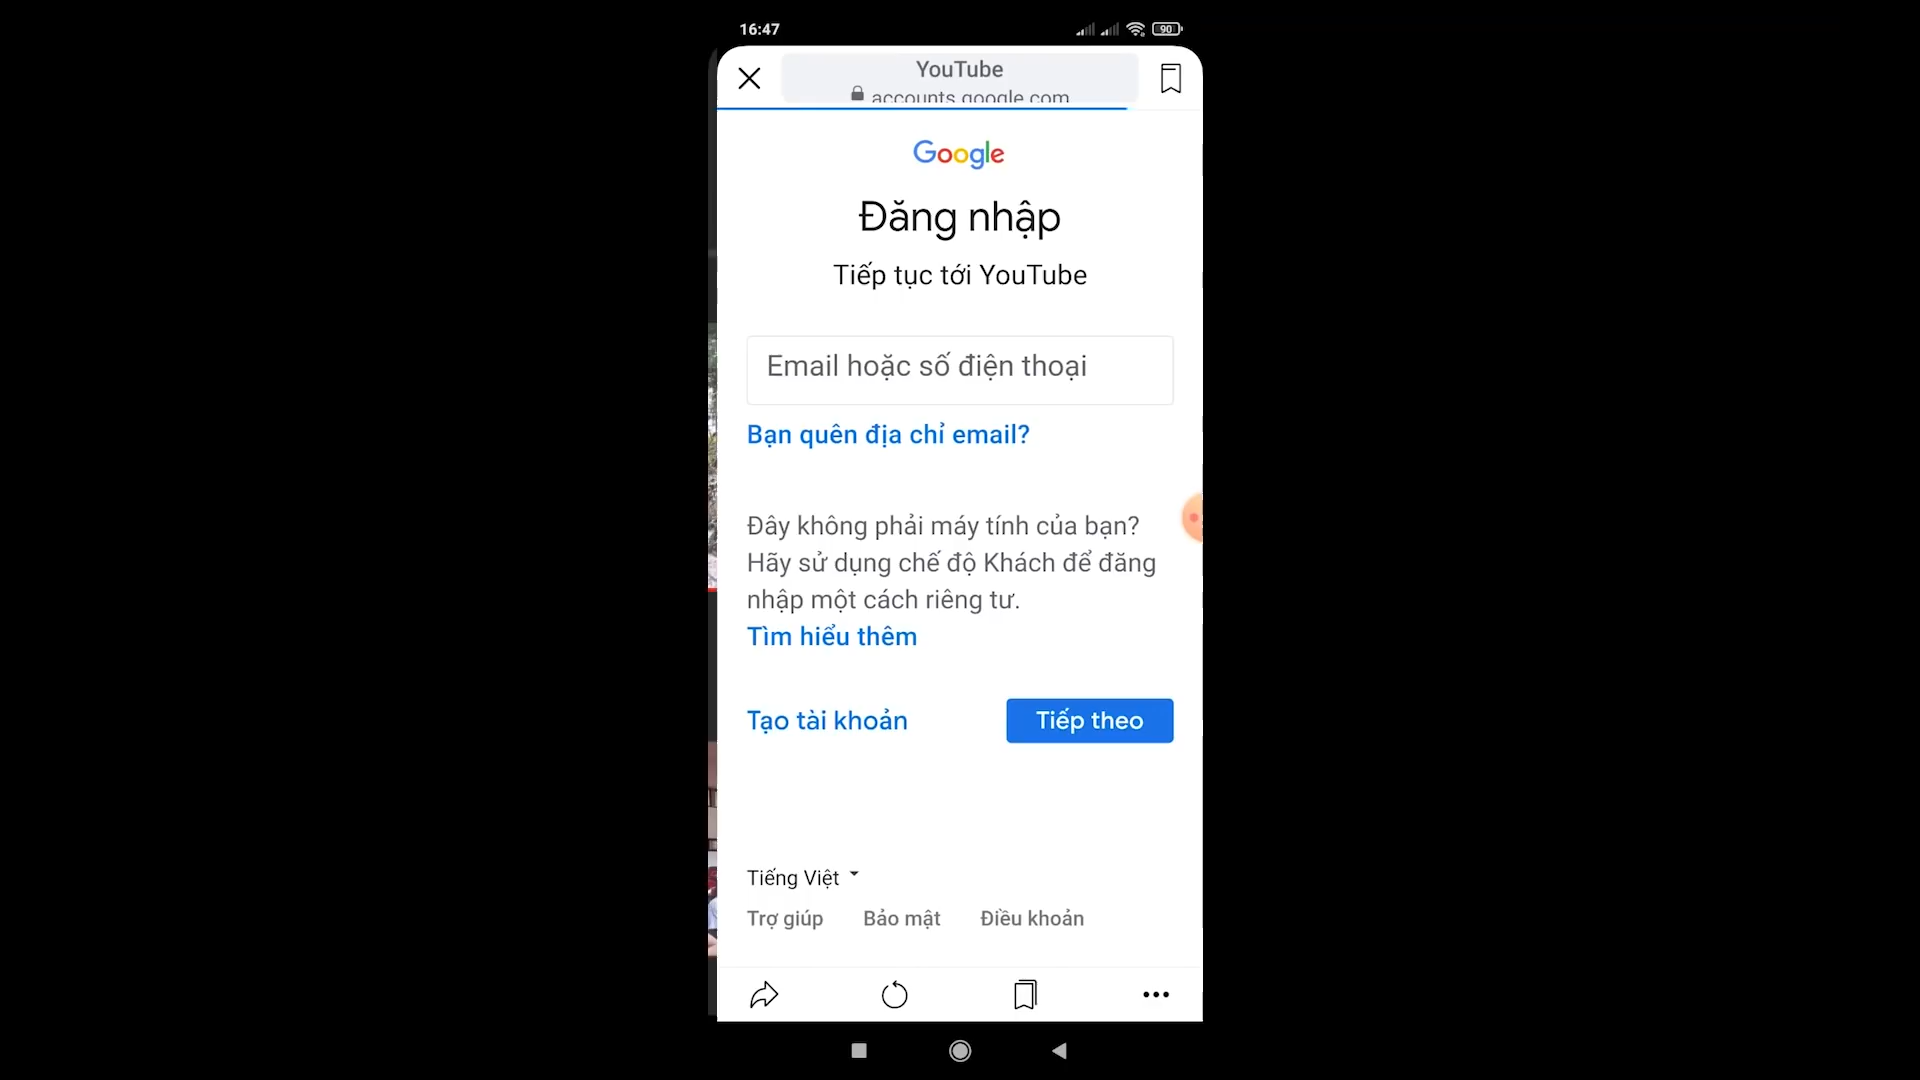 16:47
90
YouTube
accounts.google.com
Google
Đăng nhập
Tiếp tục tới YouTube
Email hoặc số điện thoại
Bạn quên địa chỉ email?
Đây không phải máy tính của bạn?
Hãy sử dụng chế độ Khách để đăng
nhập một cách riêng tư.
Tìm hiểu thêm
Tạo tài khoản
Tiếp theo
Tiếng Việt
Trợ giúp
Bảo mật
Điều khoản